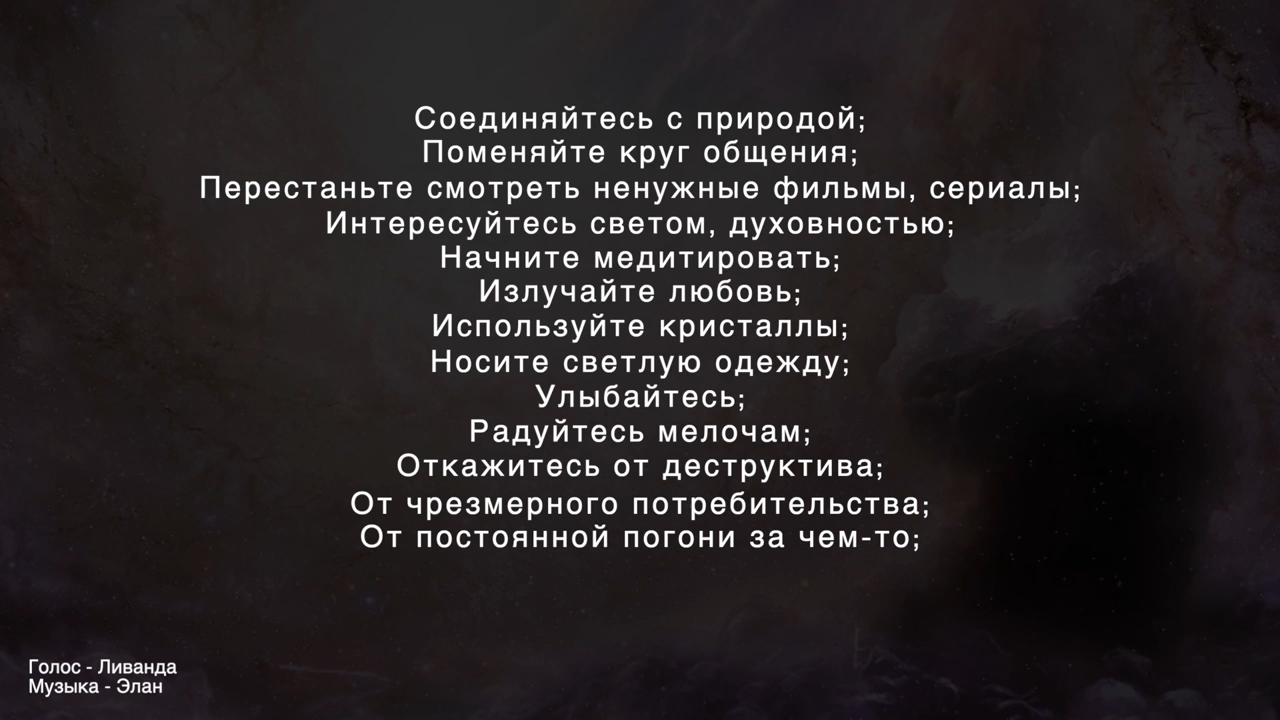 Соединяйтесь с природой;
Поменяйте круг общения;
Перестаньте смотреть ненужные фильмы, сериалы;
Интересуйтесь светом, духовностью;
Начните медитировать;
Излучайте любовь;
Используйте кристаллы;
Носите светлую одежду;
Улыбайтесь;
Радуйтесь мелочам;
Откажитесь от деструктива;
От чрезмерного потребительства;
От постоянной погони за чем-то;
Голос - Ливанда
Музыка - Элан